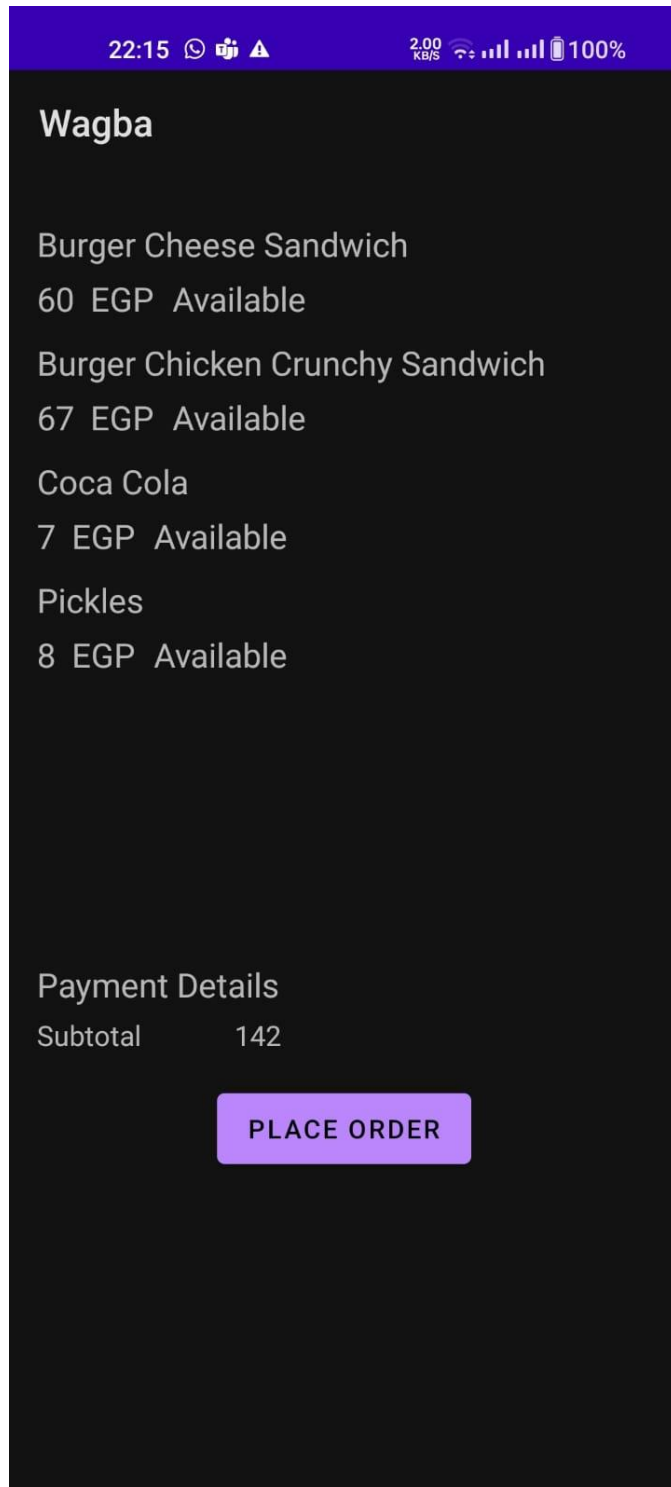 22:15 2.00 KB/S 100%
Wagba
Burger Cheese Sandwich
60 EGP Available
Burger Chicken Crunchy Sandwich
67 EGP Available
Coca Cola
7 EGP Available
Pickles
8 EGP Available
Payment Details
Subtotal 142
PLACE ORDER